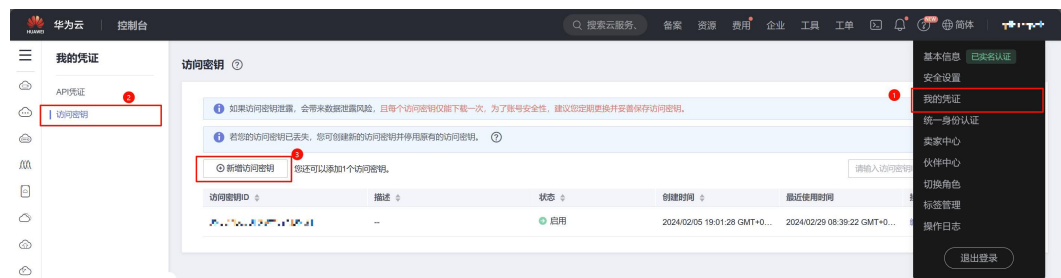 HUAWEI 华为云 控制台 搜索云服务、 备案 资源 费用 企业 工具 工单 NEW 简体
我的凭证
API凭证
2
访问密钥
访问密钥
如果访问密钥泄露，会带来数据泄露风险，且每个访问密钥仅能下载一次，为了账号安全性，建议您定期更换并妥善保存访问密钥。
若您的访问密钥已丢失，您可创建新的访问密钥并停用原有的访问密钥。
3
新增访问密钥 您还可以添加1个访问密钥。 请输入访问密钥
访问密钥ID 描述 状态 创建时间 最近使用时间
-- 启用 2024/02/05 19:01:28 GMT+0... 2024/02/29 08:39:22 GMT+0...
基本信息 已实名认证
安全设置
1
我的凭证
统一身份认证
卖家中心
伙伴中心
切换角色
标签管理
操作日志
退出登录